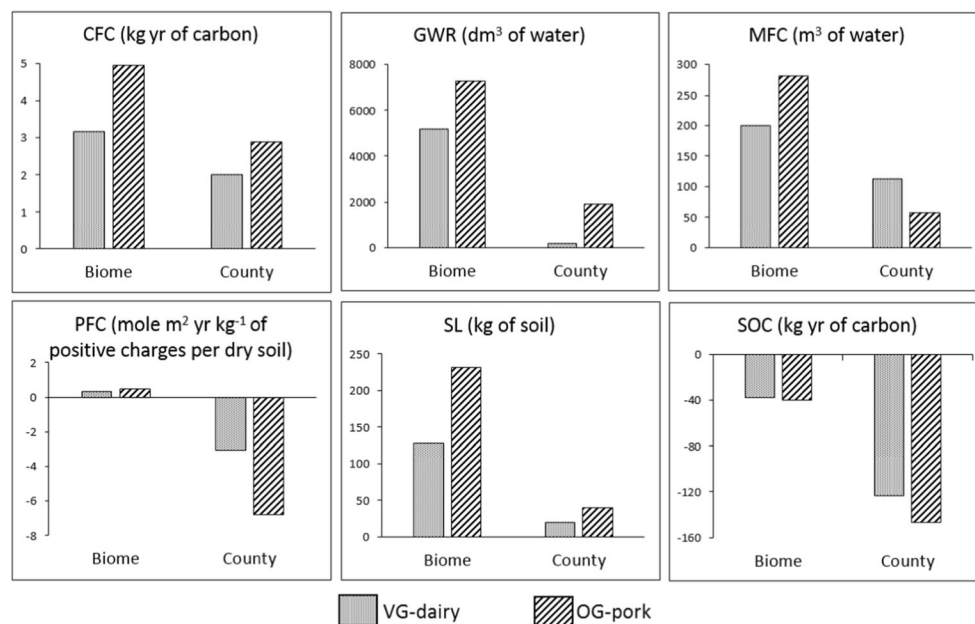 CFC (kg yr of carbon)
5
4
3
2
1
0
Biome
County
GWR (dm³ of water)
8000
6000
4000
2000
0
Biome
County
MFC (m³ of water)
300
250
200
150
100
50
0
Biome
County
PFC (mole m² yr kg⁻¹ of
positive charges per dry soil)
2
0
-2
-4
-6
-8
Biome
County
SL (kg of soil)
250
200
150
100
50
0
Biome
County
SOC (kg yr of carbon)
0
-40
-80
-120
-160
Biome
County
VG-dairy
OG-pork